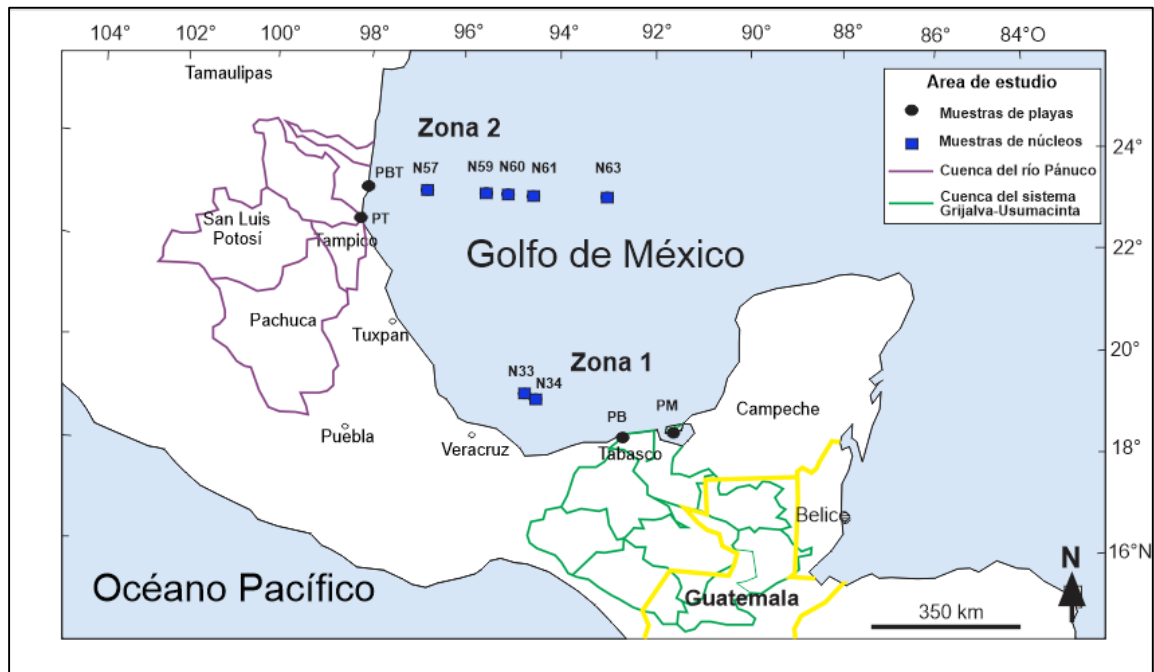 104°
102°
100°
98°
96°
94°
92°
90°
88°
86°
84°O
Tamaulipas
Area de estudio
Muestras de playas
Muestras de núcleos
Cuenca del río Pánuco
Cuenca del sistema
Grijalva-Usumacinta
Zona 2
24°
PBT
N57
N59
N60
N61
N63
San Luis
Potosí
PT
Tampico
Golfo de México
22°
Pachuca
Tuxpan
20°
Zona 1
N33
N34
PB
PM
Campeche
Puebla
Veracruz
Tabasco
18°
Belice
16°N
N
Océano Pacífico
Guatemala
350 km